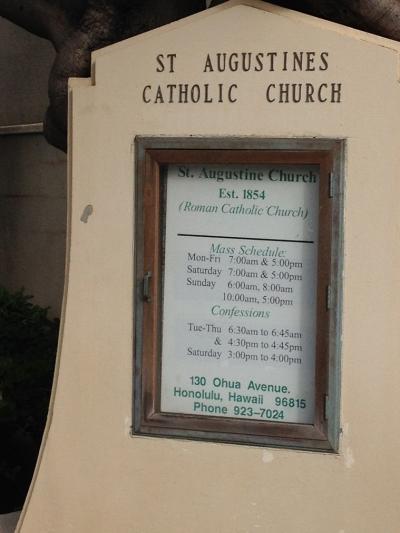 ST AUGUSTINES
CATHOLIC CHURCH
St. Augustine Church
Est. 1854
(Roman Catholic Church)
Mass Schedule:
Mon-Fri 7:00am & 5:00pm
Saturday 7:00am & 5:00pm
Sunday 6:00am, 8:00am
10:00am, 5:00pm
Confessions
Tue-Thu 6:30am to 6:45am
& 4:30pm to 4:45pm
Saturday 3:00pm to 4:00pm
130 Ohua Avenue.
Honolulu, Hawaii 96815
Phone 923-7024